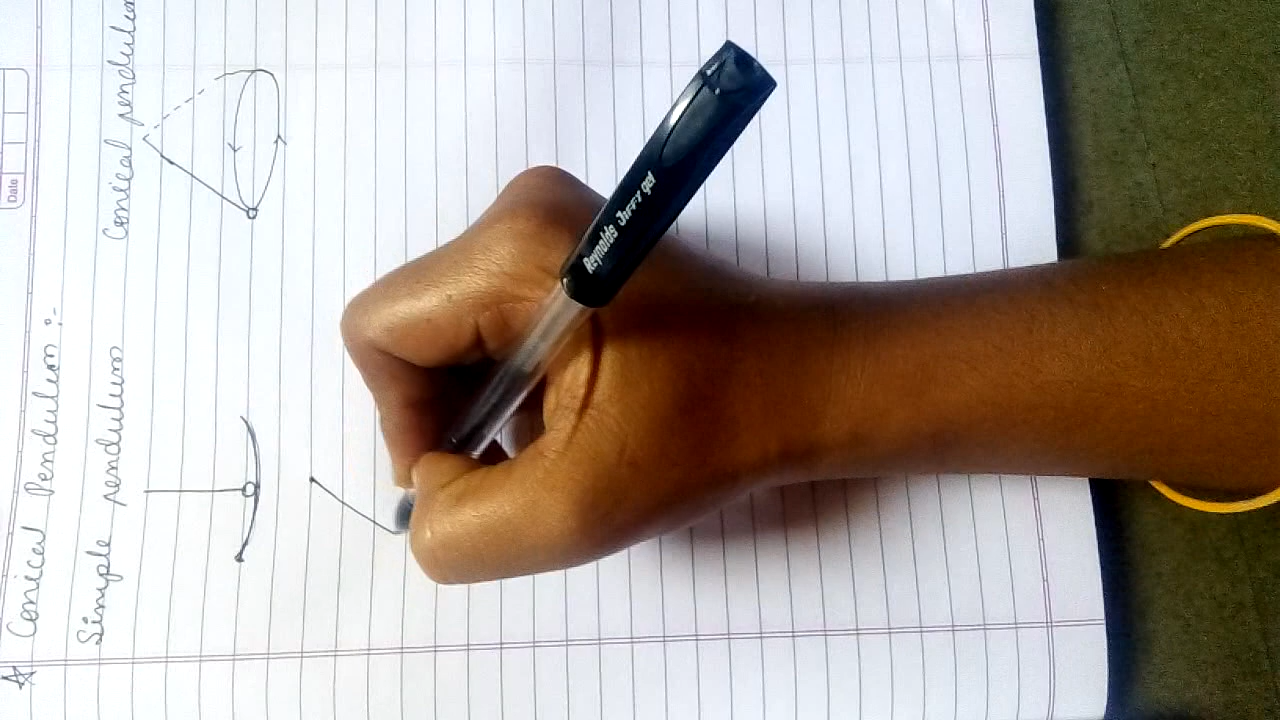 Date
☆ Conical Pendulum :-
Simple pendulum Conical pendulum
Reynolds JIFFY gel